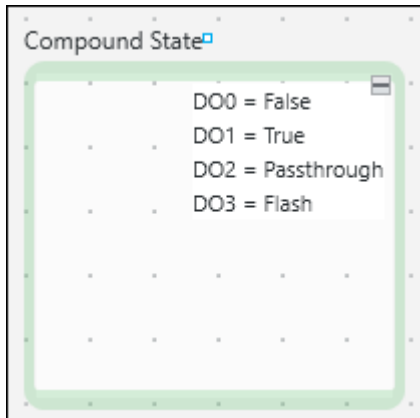 Compound State
DO0 = False
DO1 = True
DO2 = Passthrough
DO3 = Flash